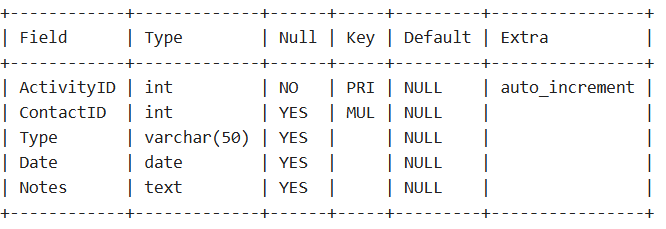 +------------+-------------+------+-----+---------+----------------+
| Field      | Type        | Null | Key | Default | Extra          |
+------------+-------------+------+-----+---------+----------------+
| ActivityID | int         | NO   | PRI | NULL    | auto_increment |
| ContactID  | int         | YES  | MUL | NULL    |                |
| Type       | varchar(50) | YES  |     | NULL    |                |
| Date       | date        | YES  |     | NULL    |                |
| Notes      | text        | YES  |     | NULL    |                |
+------------+-------------+------+-----+---------+----------------+